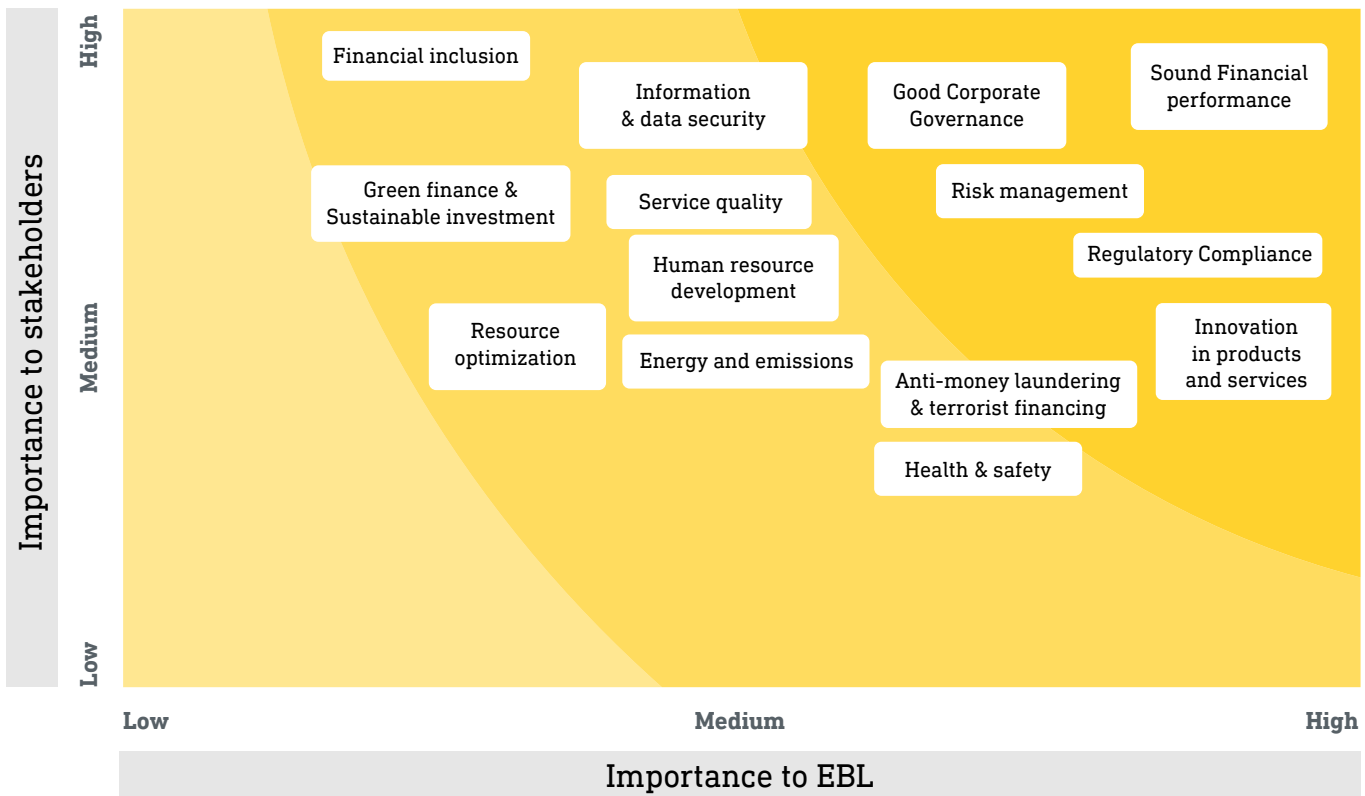 Importance to stakeholders
High
Medium
Low
Financial inclusion
Information
& data security
Good Corporate
Governance
Sound Financial
performance
Green finance &
Sustainable investment
Service quality
Risk management
Human resource
development
Regulatory Compliance
Resource
optimization
Energy and emissions
Anti-money laundering
& terrorist financing
Innovation
in products
and services
Health & safety
Low
Medium
High
Importance to EBL